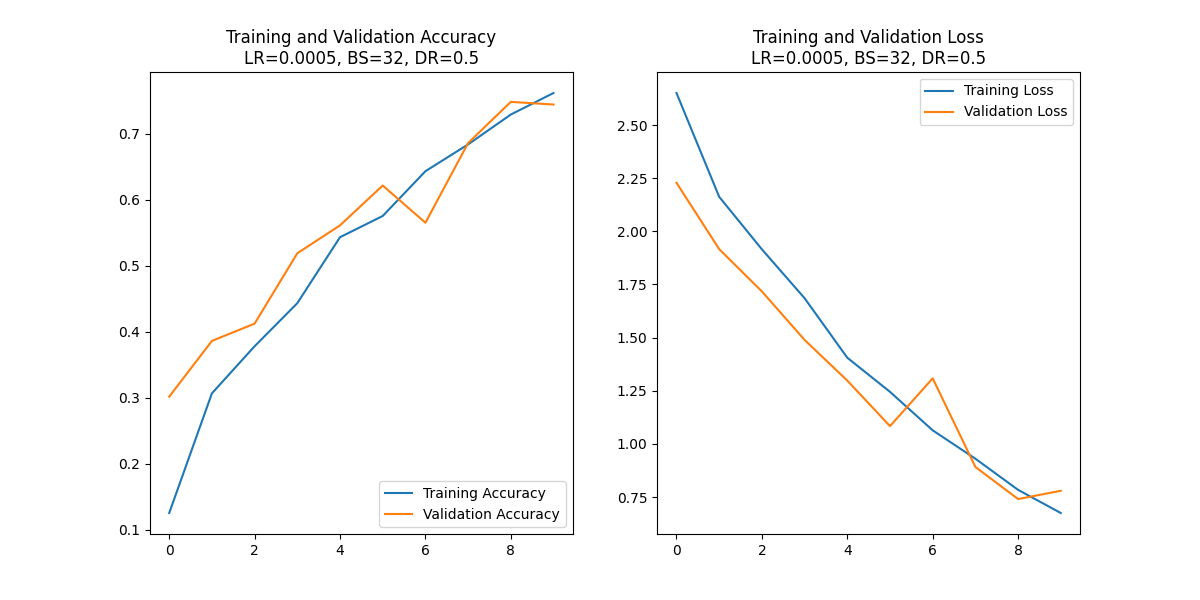 Training and Validation Accuracy
LR=0.0005, BS=32, DR=0.5
0.7
0.6
0.5
0.4
0.3
0.2
0.1
0 2 4 6 8
Training Accuracy
Validation Accuracy
Training and Validation Loss
LR=0.0005, BS=32, DR=0.5
2.50
2.25
2.00
1.75
1.50
1.25
1.00
0.75
0 2 4 6 8
Training Loss
Validation Loss